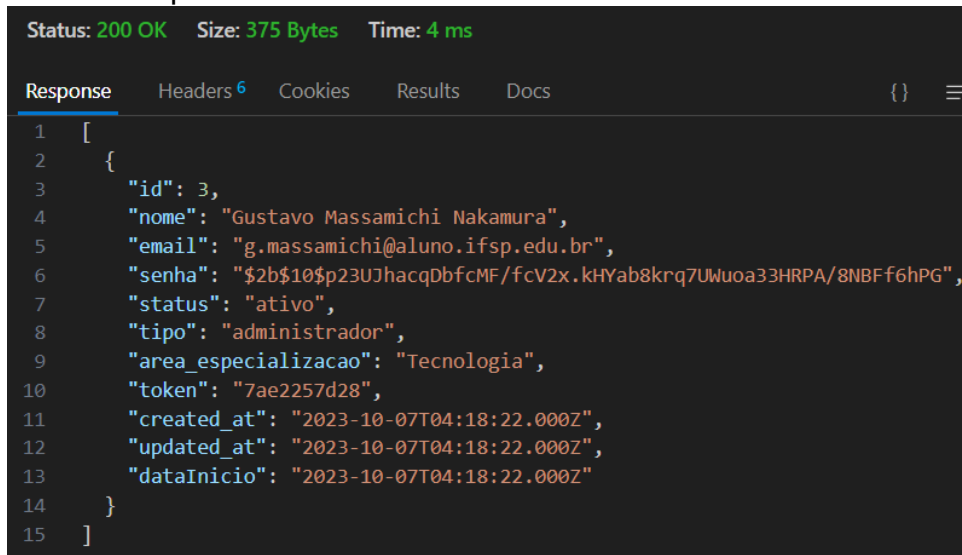 Status: 200 OK Size: 375 Bytes Time: 4 ms
Response Headers 6 Cookies Results Docs {}
1 [
2 {
3 "id": 3,
4 "nome": "Gustavo Massamichi Nakamura",
5 "email": "g.massamichi@aluno.ifsp.edu.br",
6 "senha": "$2b$10$p23UJhacqDbfcMF/fcV2x.kHYab8krq7UWuoa33HRPA/8NBFf6hPG",
7 "status": "ativo",
8 "tipo": "administrador",
9 "area_especializacao": "Tecnologia",
10 "token": "7ae2257d28",
11 "created_at": "2023-10-07T04:18:22.000Z",
12 "updated_at": "2023-10-07T04:18:22.000Z",
13 "dataInicio": "2023-10-07T04:18:22.000Z"
14 }
15 ]